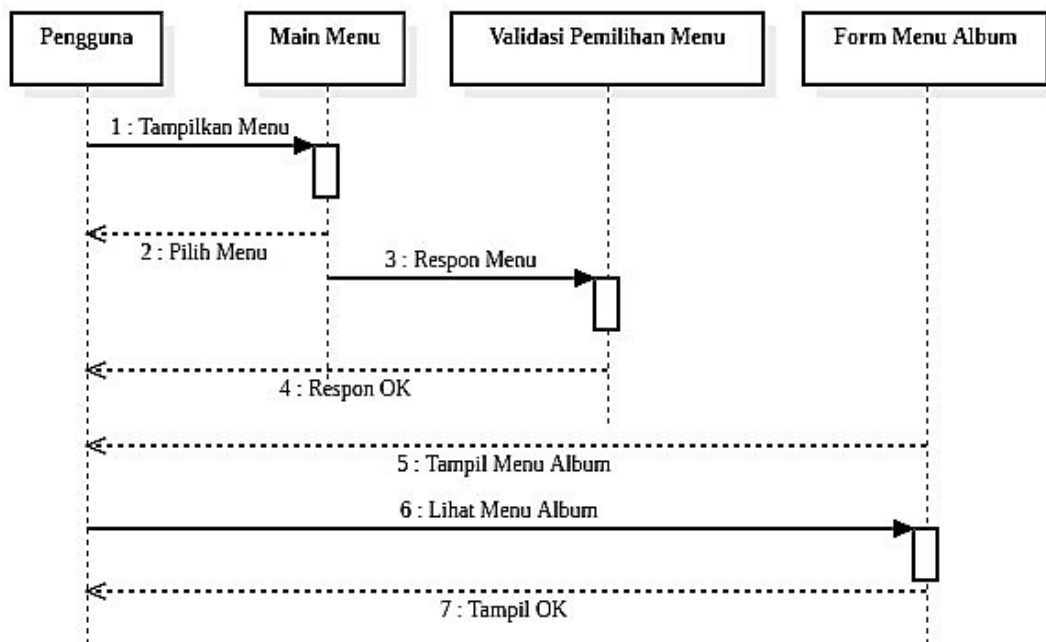 Pengguna
Main Menu
Validasi Pemilihan Menu
Form Menu Album
1 : Tampilkan Menu
2 : Pilih Menu
3 : Respon Menu
4 : Respon OK
5 : Tampil Menu Album
6 : Lihat Menu Album
7 : Tampil OK